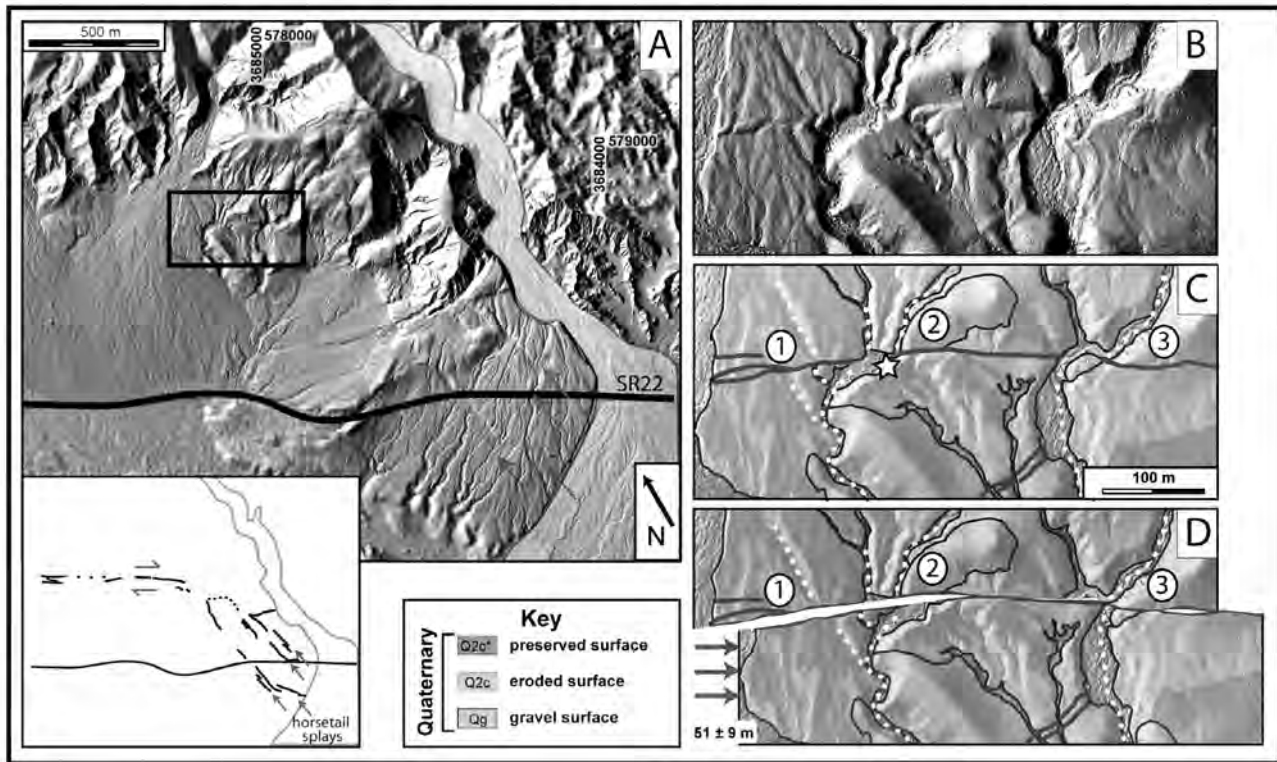 500 m
3685000
578000
A
3684000
579000
SR22
N
horsetail
splays
Key
Quaternary
Q2c* preserved surface
Q2c eroded surface
Qg gravel surface
B
C
1
2
3
100 m
D
1
2
3
51 ± 9 m